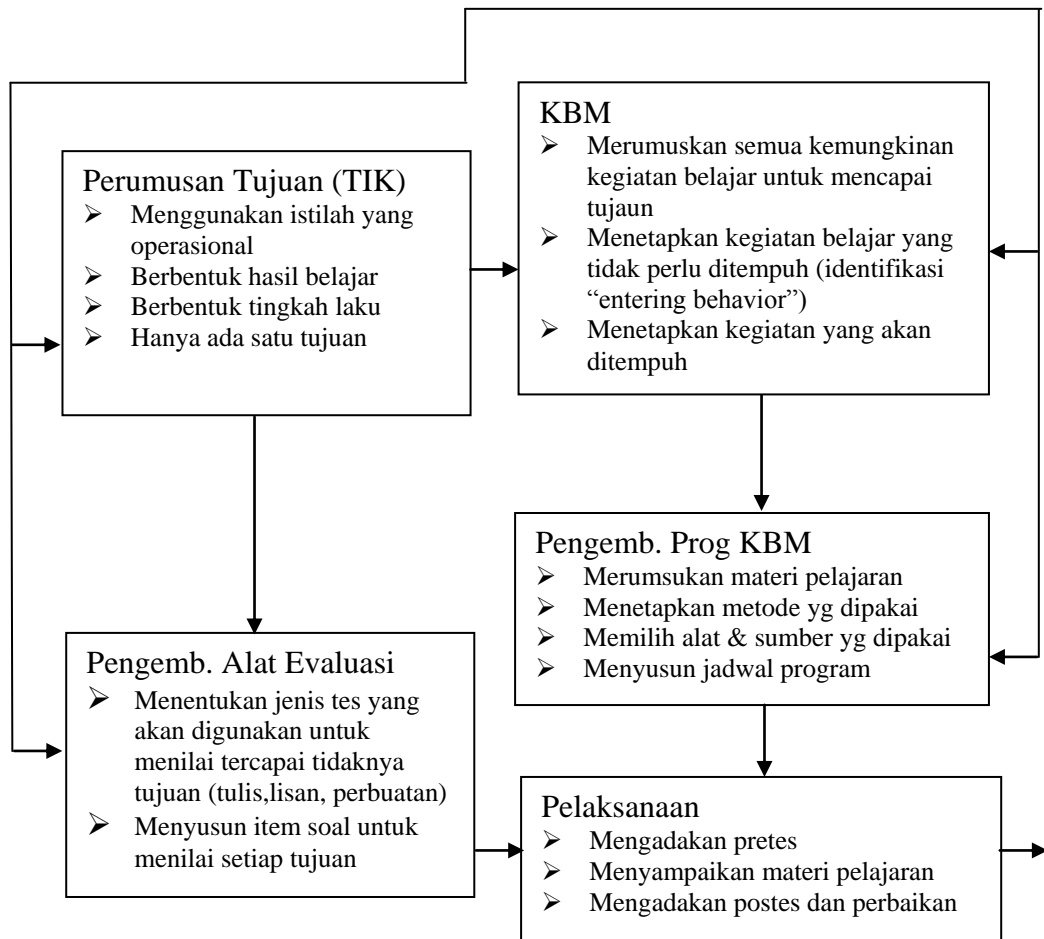 Perumusan Tujuan (TIK)
➢ Menggunakan istilah yang
operasional
➢ Berbentuk hasil belajar
➢ Berbentuk tingkah laku
➢ Hanya ada satu tujuan
KBM
➢ Merumuskan semua kemungkinan
kegiatan belajar untuk mencapai
tujaun
➢ Menetapkan kegiatan belajar yang
tidak perlu ditempuh (identifikasi
“entering behavior”)
➢ Menetapkan kegiatan yang akan
ditempuh
Pengemb. Prog KBM
➢ Merumsukan materi pelajaran
➢ Menetapkan metode yg dipakai
➢ Memilih alat & sumber yg dipakai
➢ Menyusun jadwal program
Pengemb. Alat Evaluasi
➢ Menentukan jenis tes yang
akan digunakan untuk
menilai tercapai tidaknya
tujuan (tulis,lisan, perbuatan)
➢ Menyusun item soal untuk
menilai setiap tujuan
Pelaksanaan
➢ Mengadakan pretes
➢ Menyampaikan materi pelajaran
➢ Mengadakan postes dan perbaikan